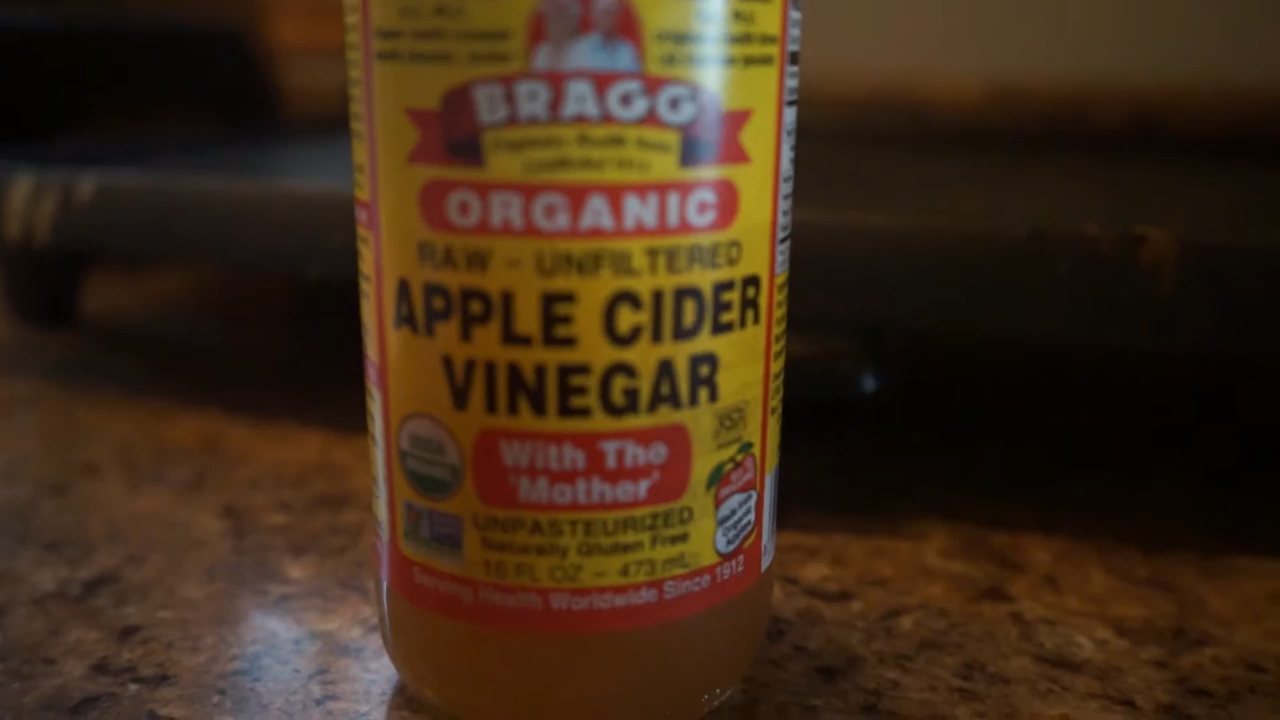 BRAGG
ORGANIC
RAW - UNFILTERED
APPLE CIDER
VINEGAR
With The
'Mother'
UNPASTEURIZED
Naturally Gluten Free
16 FL OZ - 473 mL
Serving Health Worldwide Since 1912